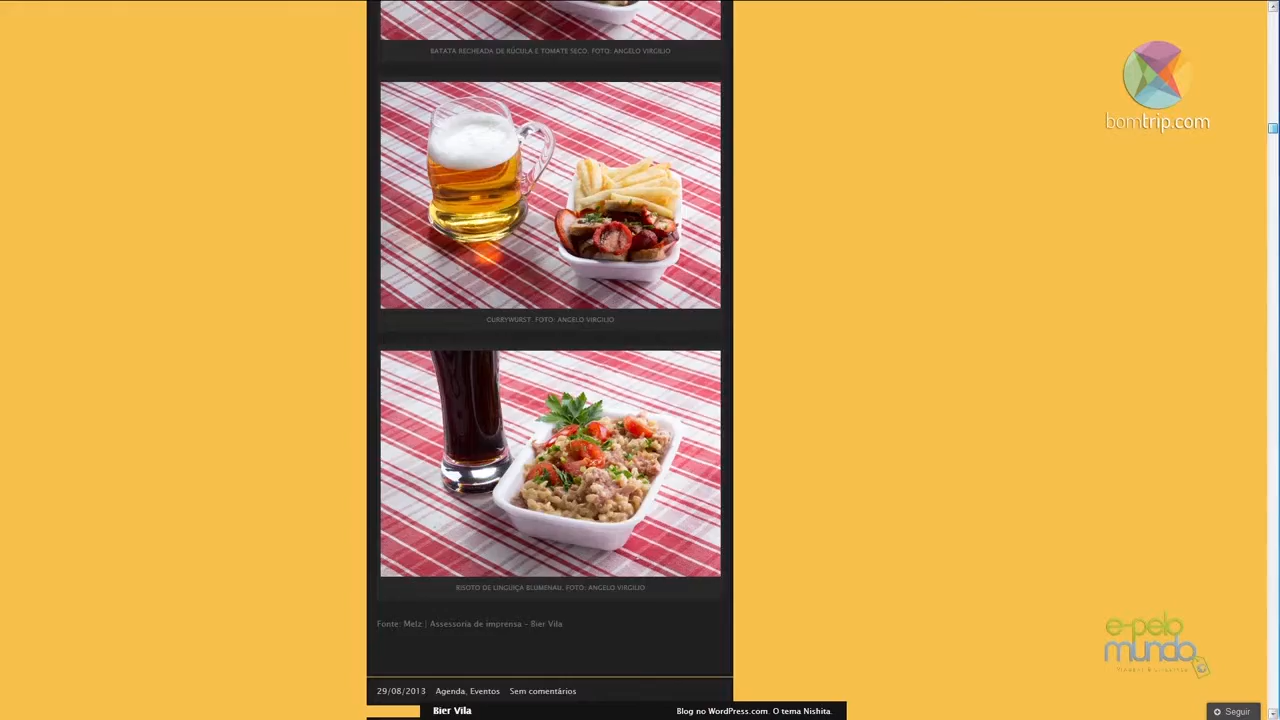 BATATA RECHEADA DE RÚCULA E TOMATE SECO. FOTO: ANGELO VIRGILIO
bomtrip.com
CURRYWURST. FOTO: ANGELO VIRGILIO
RISOTO DE LINGUIÇA BLUMENAU. FOTO: ANGELO VIRGILIO
Fonte: Melz | Assessoria de imprensa – Bier Vila
e-pelo
mundo
29/08/2013 Agenda, Eventos Sem comentários
Bier Vila Blog no WordPress.com. O tema Nishita.
Seguir